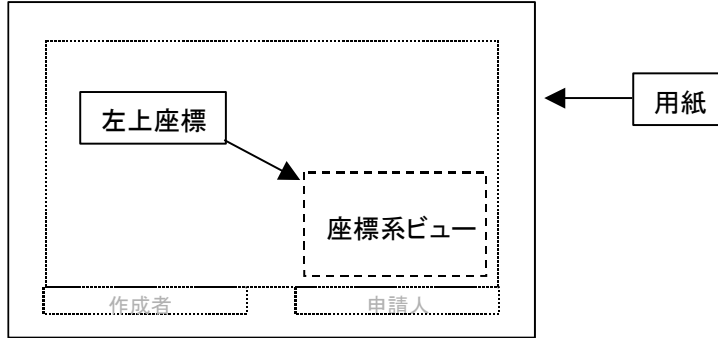 用紙
左上座標
座標系ビュー
作成者
申請人